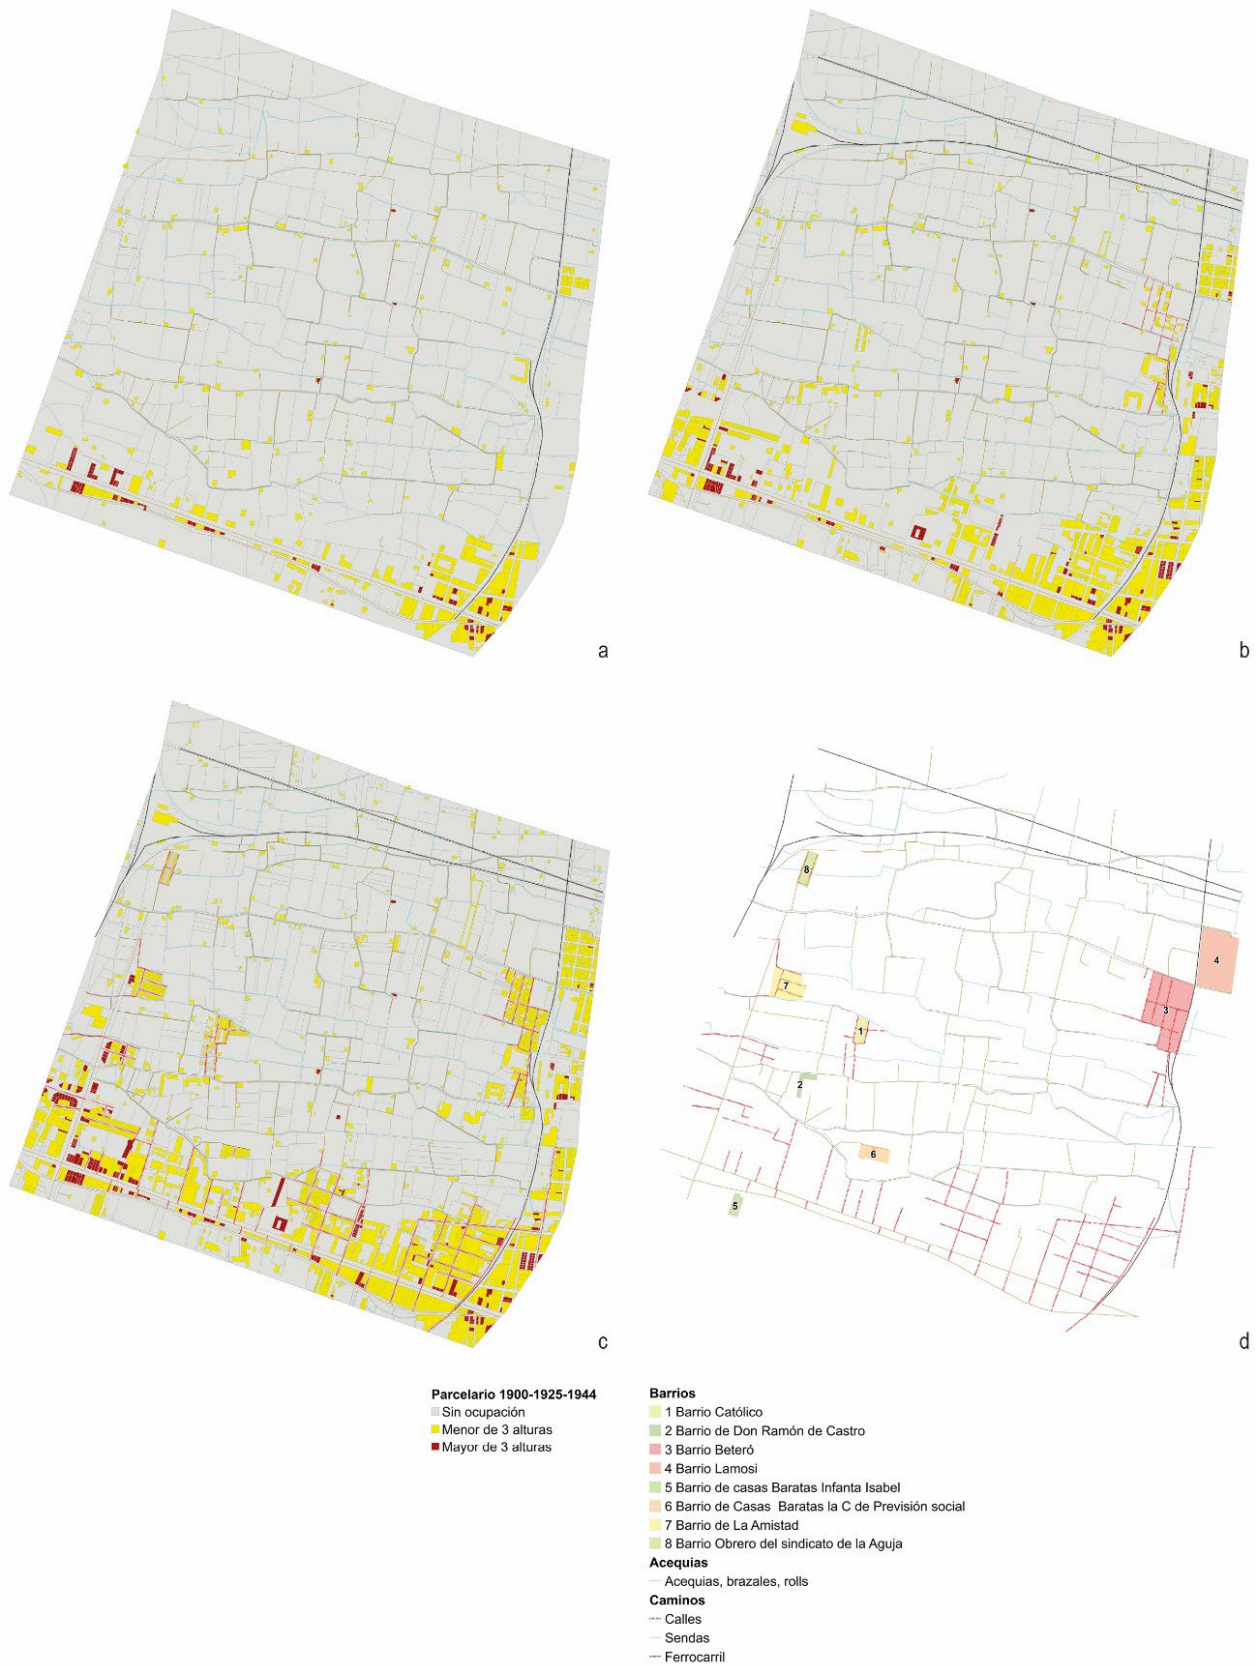 a
b
c
8
4
7
3
1
2
6
5
d
Parcelario 1900-1925-1944
Sin ocupación
Menor de 3 alturas
Mayor de 3 alturas
Barrios
1 Barrio Católico
2 Barrio de Don Ramón de Castro
3 Barrio Beteró
4 Barrio Lamosi
5 Barrio de casas Baratas Infanta Isabel
6 Barrio de Casas Baratas la C de Previsión social
7 Barrio de La Amistad
8 Barrio Obrero del sindicato de la Aguja
Acequias
Acequias, brazales, rolls
Caminos
Calles
Sendas
Ferrocarril